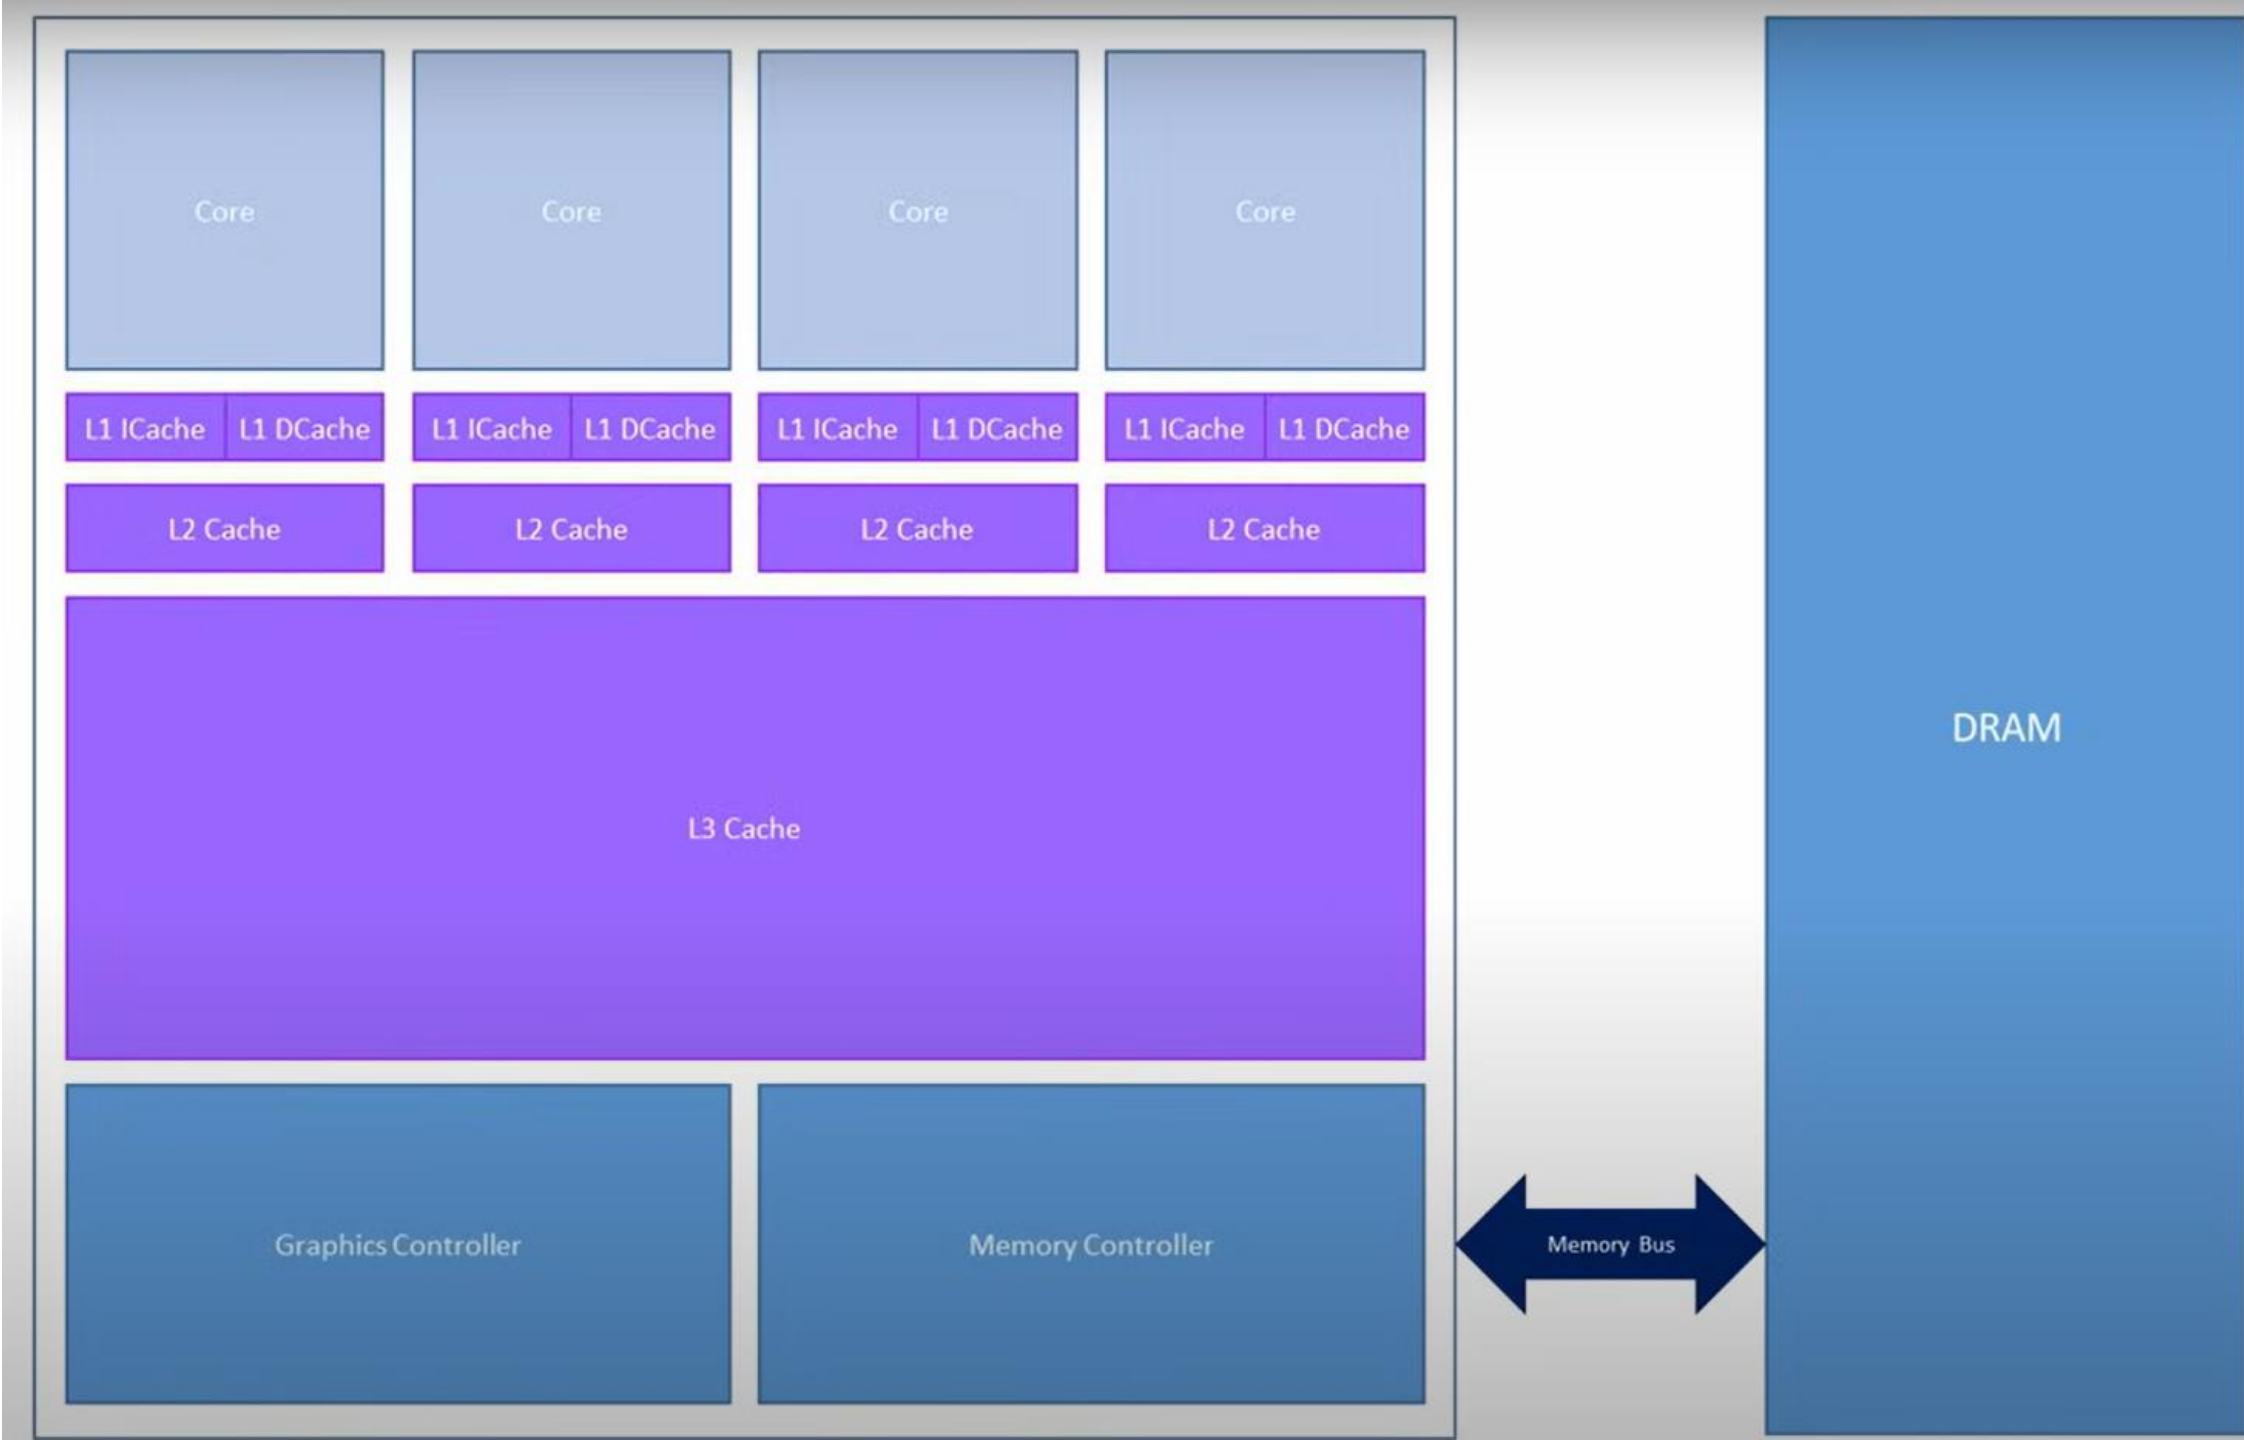 Core
Core
Core
Core
L1 ICache
L1 DCache
L1 ICache
L1 DCache
L1 ICache
L1 DCache
L1 ICache
L1 DCache
L2 Cache
L2 Cache
L2 Cache
L2 Cache
L3 Cache
DRAM
Graphics Controller
Memory Controller
Memory Bus